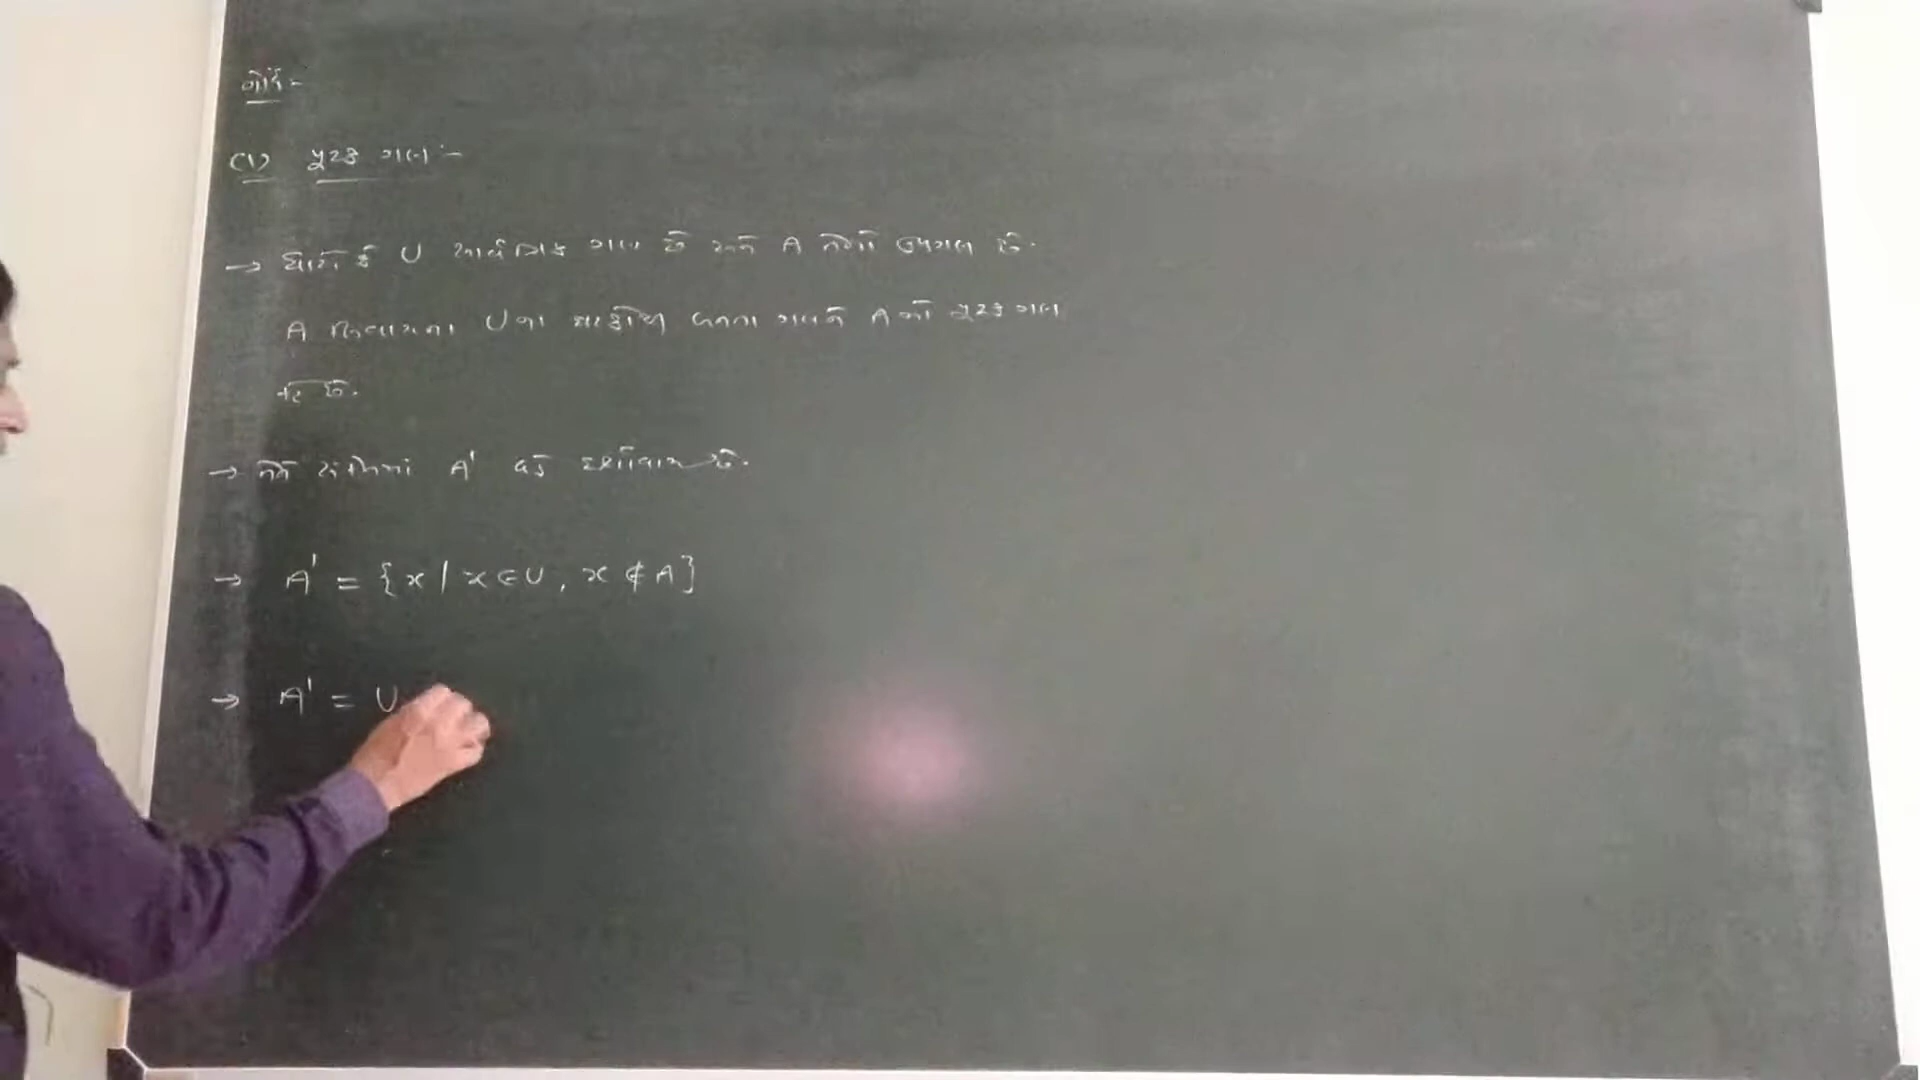 નોંધ:-
(1) પૂરક ગણ :-
→ ધારો કે U સાર્વત્રિક ગણ છે અને A તેનો ઉપગણ છે.
A સિવાયના U ના ઘટકોથી બનતા ગણને A નો પૂરક ગણ
કહે છે.
→ તેને સંકેતમાં A' વડે દર્શાવાય છે.
→ A' = {x / x ∈ U, x ∉ A}
→ A' = U